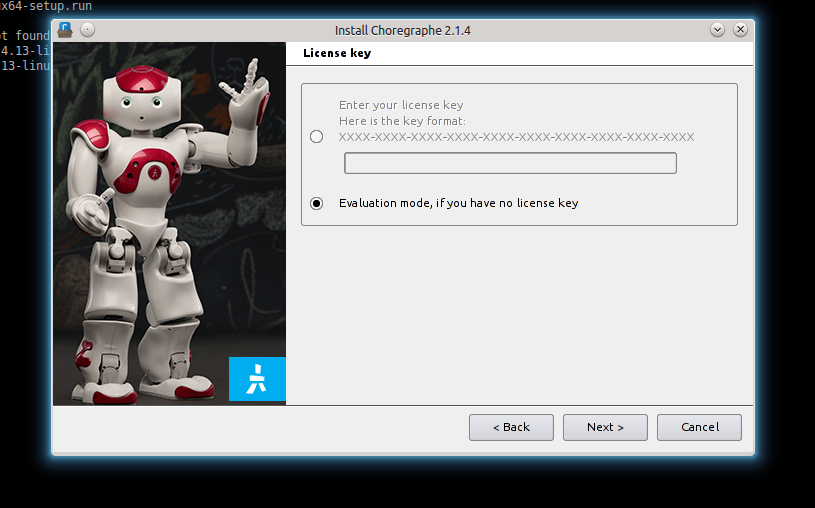 x64-setup.run
t found
4.13-li
13-linu
Install Choregraphe 2.1.4
License key
Enter your license key
Here is the key format:
XXXX-XXXX-XXXX-XXXX-XXXX-XXXX-XXXX-XXXX-XXXX-XXXX
Evaluation mode, if you have no license key
< Back
Next >
Cancel